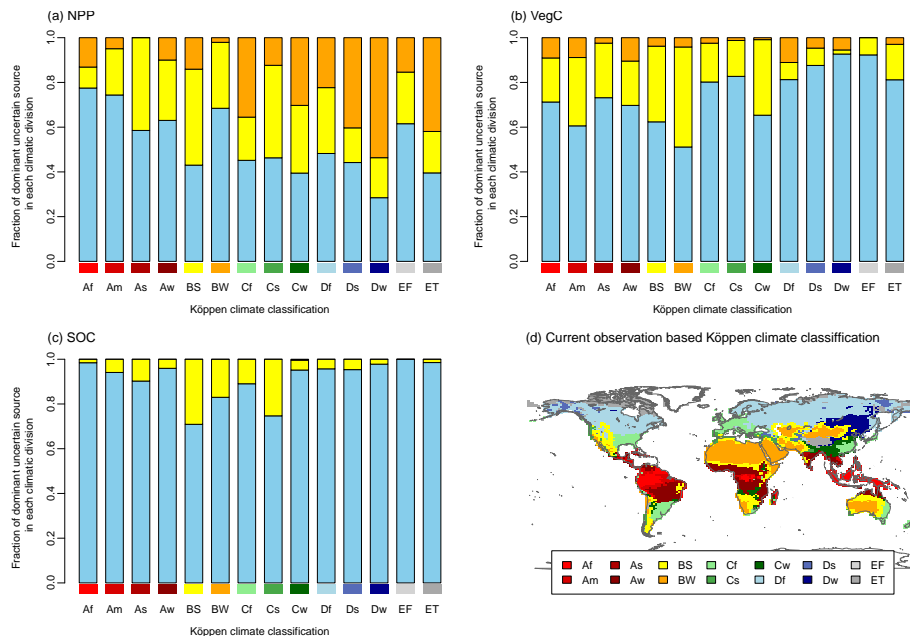 (a) NPP
Fraction of dominant uncertain source
in each climatic division
1.0
0.8
0.6
0.4
0.2
0.0
Af Am As Aw BS BW Cf Cs Cw Df Ds Dw EF ET
Köppen climate classification
(b) VegC
Fraction of dominant uncertain source
in each climatic division
1.0
0.8
0.6
0.4
0.2
0.0
Af Am As Aw BS BW Cf Cs Cw Df Ds Dw EF ET
Köppen climate classification
(c) SOC
Fraction of dominant uncertain source
in each climatic division
1.0
0.8
0.6
0.4
0.2
0.0
Af Am As Aw BS BW Cf Cs Cw Df Ds Dw EF ET
Köppen climate classification
(d) Current observation based Köppen climate classiffication
Af As BS Cf Cw Ds EF
Am Aw BW Cs Df Dw ET